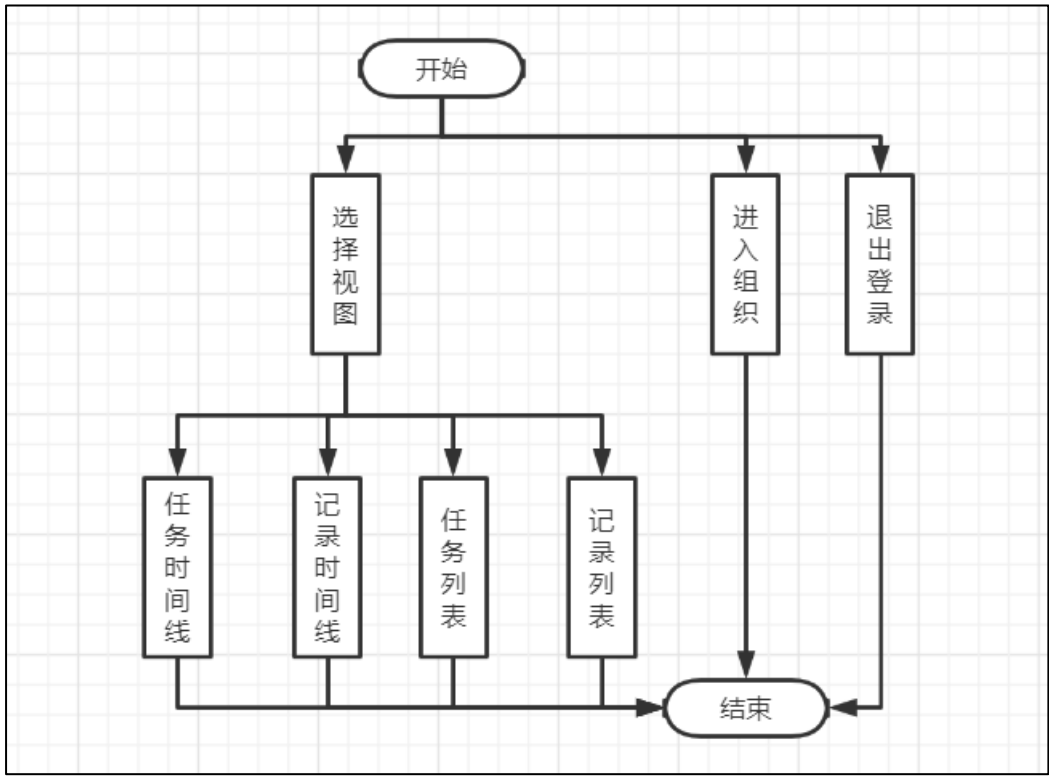 开始
选择视图
进入组织
退出登录
任务时间线
记录时间线
任务列表
记录列表
结束